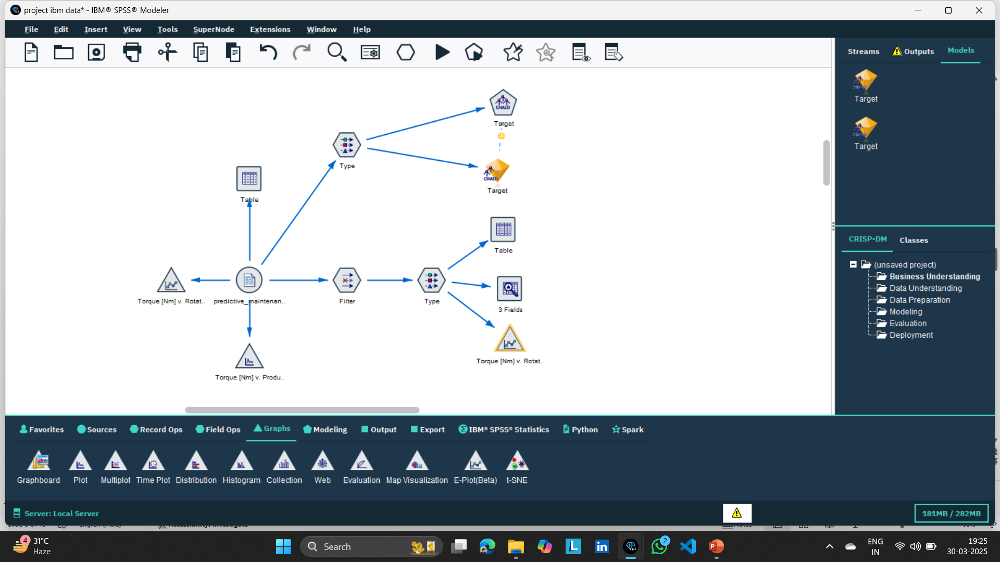 project ibm data* - IBM® SPSS® Modeler
File Edit Insert View Tools SuperNode Extensions Window Help
Streams Outputs Models
Target
Target
CHAID
Target
CHAID
Target
Type
Table
Table
Torque [Nm] v. Rotat..
predictive_maintenan..
Filter
Type
3 Fields
Torque [Nm] v. Rotat..
Torque [Nm] v. Produ..
CRISP-DM Classes
(unsaved project)
Business Understanding
Data Understanding
Data Preparation
Modeling
Evaluation
Deployment
Favorites Sources Record Ops Field Ops Graphs Modeling Output Export IBM® SPSS® Statistics Python Spark
Graphboard Plot Multiplot Time Plot Distribution Histogram Collection Web Evaluation Map Visualization E-Plot(Beta) t-SNE
Server: Local Server
181MB / 282MB
4
31°C
Haze
Search
2
ENG
IN
19:25
30-03-2025